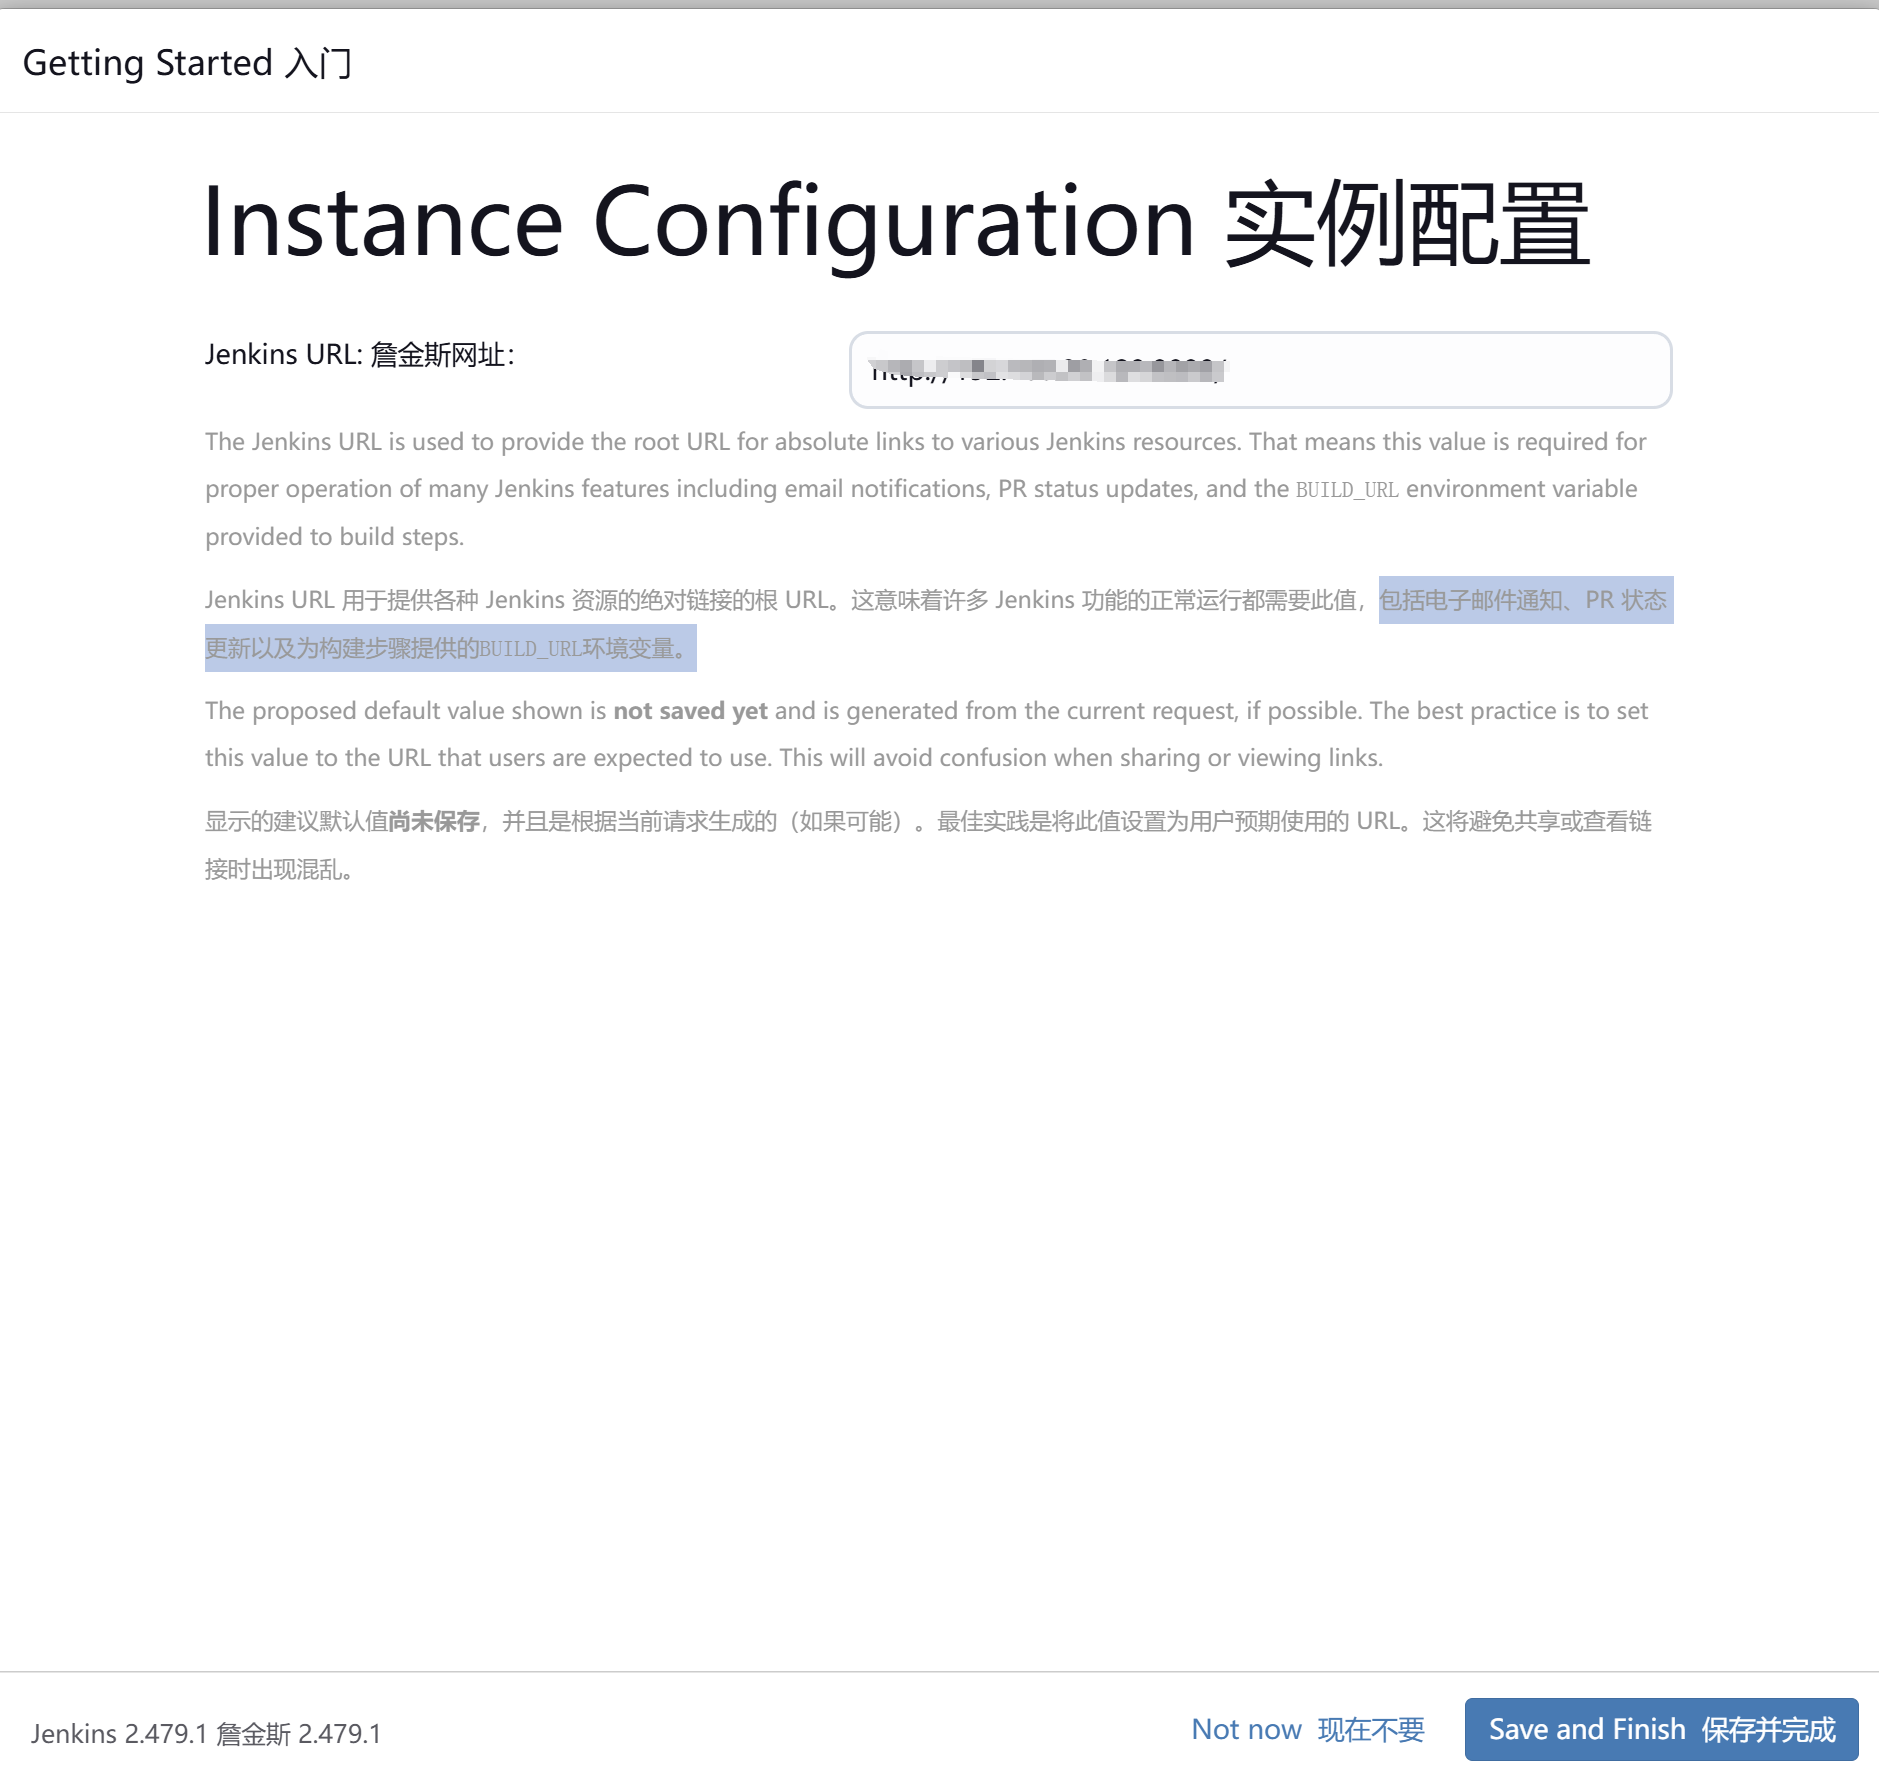 Getting Started 入门
Instance Configuration 实例配置
Jenkins URL: 詹金斯网址：
The Jenkins URL is used to provide the root URL for absolute links to various Jenkins resources. That means this value is required for
proper operation of many Jenkins features including email notifications, PR status updates, and the BUILD_URL environment variable
provided to build steps.
Jenkins URL 用于提供各种 Jenkins 资源的绝对链接的根 URL。这意味着许多 Jenkins 功能的正常运行都需要此值，包括电子邮件通知、PR 状态
更新以及为构建步骤提供的BUILD_URL环境变量。
The proposed default value shown is not saved yet and is generated from the current request, if possible. The best practice is to set
this value to the URL that users are expected to use. This will avoid confusion when sharing or viewing links.
显示的建议默认值尚未保存，并且是根据当前请求生成的（如果可能）。最佳实践是将此值设置为用户预期使用的 URL。这将避免共享或查看链
接时出现混乱。
Jenkins 2.479.1 詹金斯 2.479.1
Not now 现在不要
Save and Finish 保存并完成